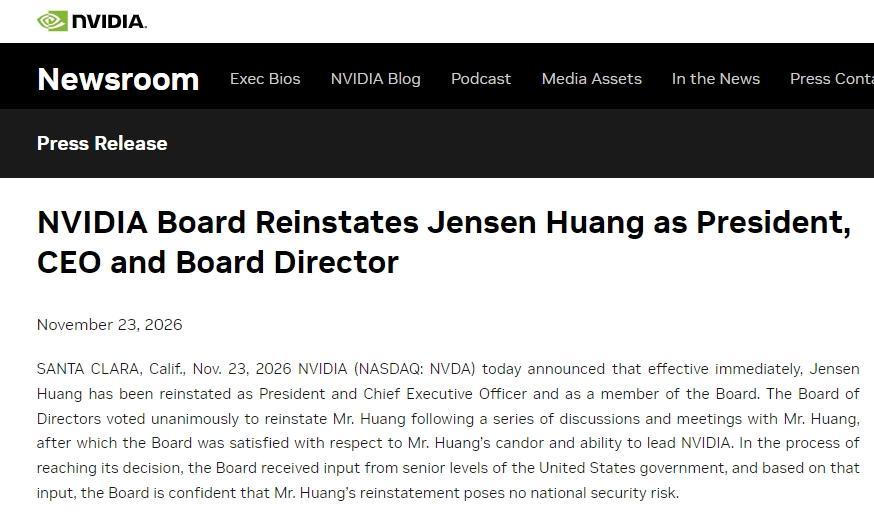 NVIDIA.
Newsroom Exec Bios NVIDIA Blog Podcast Media Assets In the News Press Conta
Press Release
NVIDIA Board Reinstates Jensen Huang as President,
CEO and Board Director
November 23, 2026
SANTA CLARA, Calif., Nov. 23, 2026 NVIDIA (NASDAQ: NVDA) today announced that effective immediately, Jensen
Huang has been reinstated as President and Chief Executive Officer and as a member of the Board. The Board of
Directors voted unanimously to reinstate Mr. Huang following a series of discussions and meetings with Mr. Huang,
after which the Board was satisfied with respect to Mr. Huang's candor and ability to lead NVIDIA. In the process of
reaching its decision, the Board received input from senior levels of the United States government, and based on that
input, the Board is confident that Mr. Huang's reinstatement poses no national security risk.